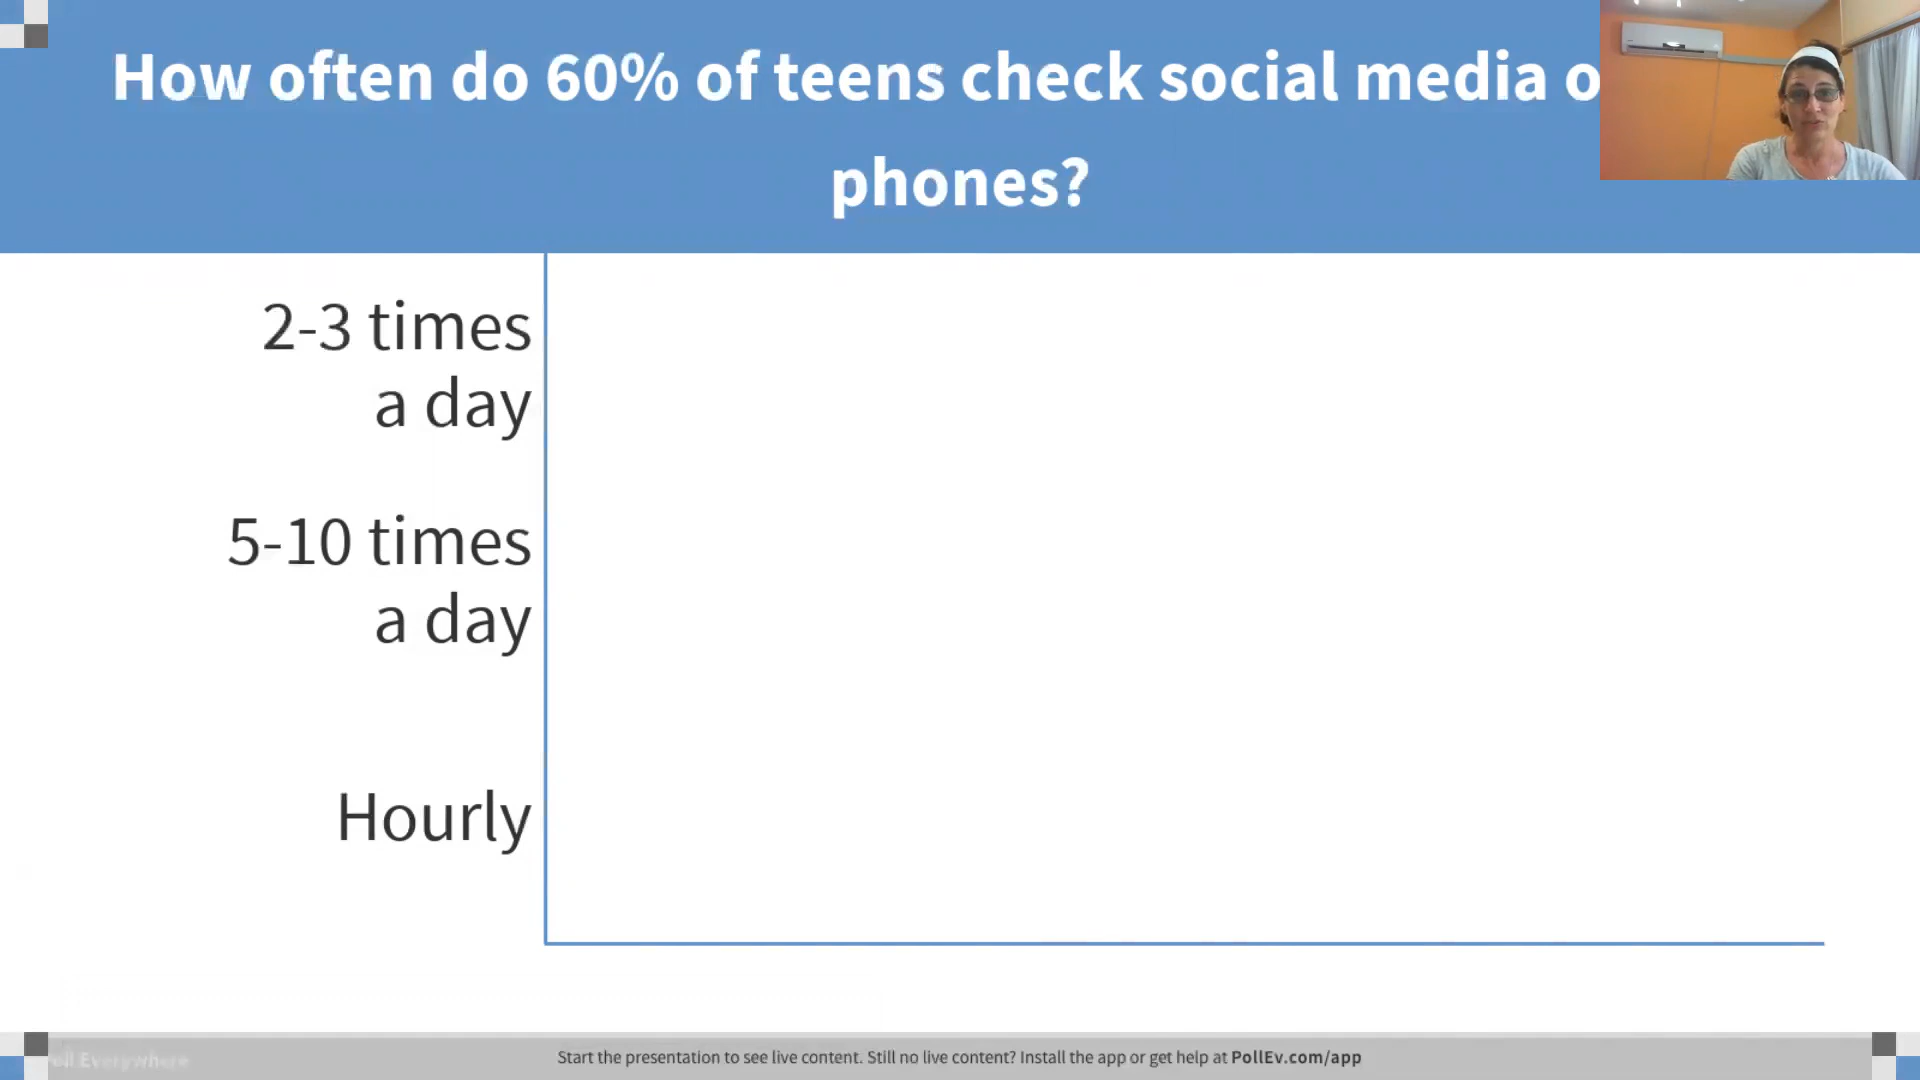 How often do 60% of teens check social media o
phones?
2-3 times
a day
5-10 times
a day
Hourly
Everywhere
Start the presentation to see live content. Still no live content? Install the app or get help at PollEv.com/app